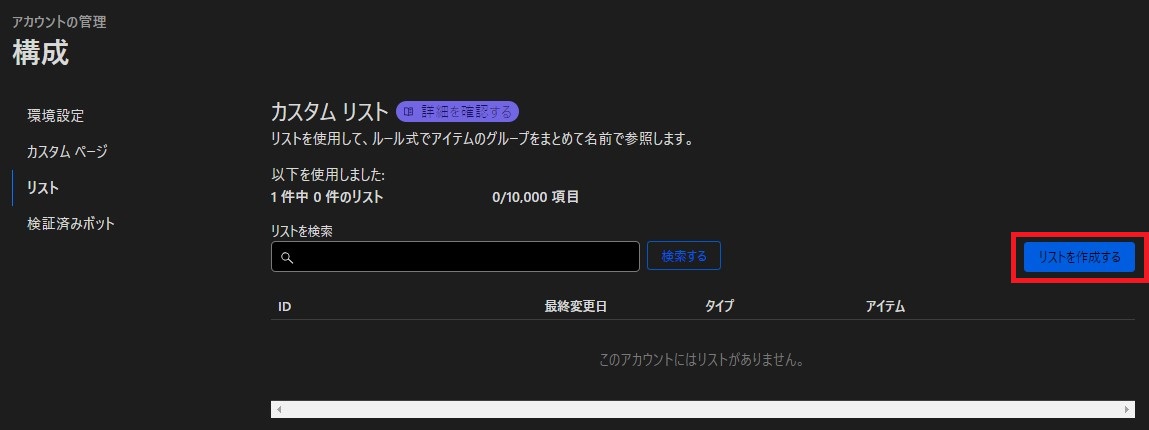 アカウントの管理
構成
環境設定
カスタム ページ
リスト
検証済みボット
カスタム リスト 詳細を確認する
リストを使用して、ルール式でアイテムのグループをまとめて名前で参照します。
以下を使用しました:
1 件中 0 件のリスト 0/10,000 項目
リストを検索
検索する リストを作成する
ID 最終変更日 タイプ アイテム
このアカウントにはリストがありません。